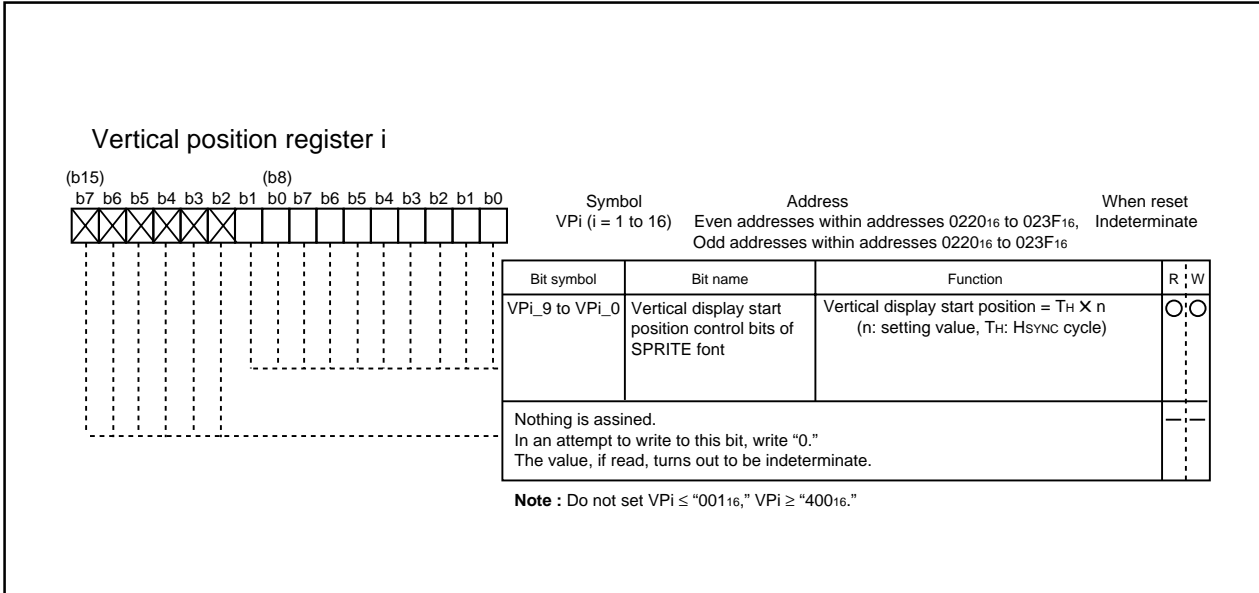 Vertical position register i
(b15) (b8)
b7 b6 b5 b4 b3 b2 b1 b0 b7 b6 b5 b4 b3 b2 b1 b0
Symbol Address When reset
VPi (i = 1 to 16) Even addresses within addresses 022016 to 023F16, Indeterminate
Odd addresses within addresses 022016 to 023F16
Bit symbol Bit name Function R W
VPi_9 to VPi_0 Vertical display start Vertical display start position = TH X n
position control bits of (n: setting value, TH: HSYNC cycle)
SPRITE font
Nothing is assined. — —
In an attempt to write to this bit, write “0.”
The value, if read, turns out to be indeterminate.
Note : Do not set VPi ≤ “00116,” VPi ≥ “40016.”